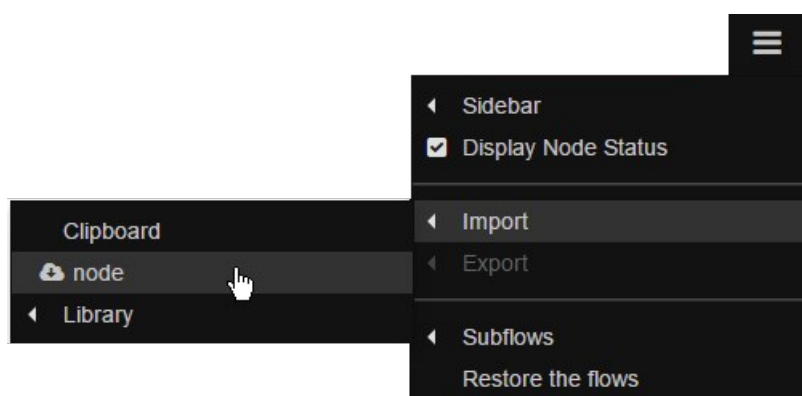 Sidebar
Display Node Status
Import
Export
Clipboard
node
Library
Subflows
Restore the flows